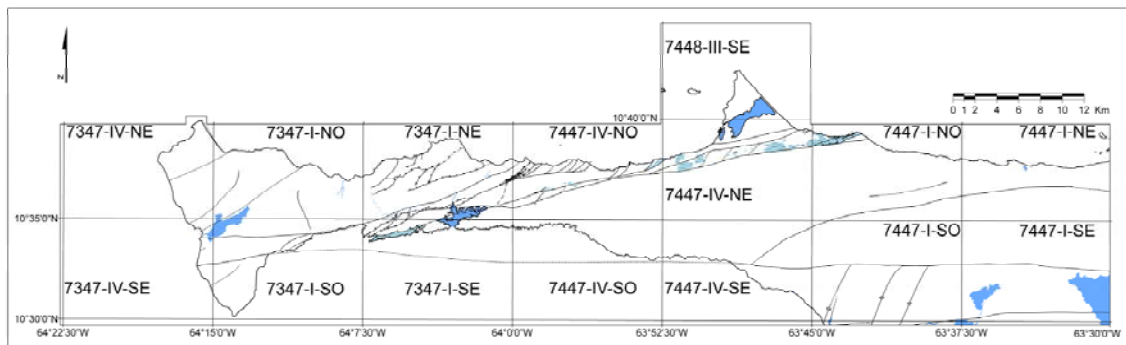 7448-III-SE
N
0 1 2 4 6 8 10 12 Km
10°40'0"N
7347-IV-NE
7347-I-NO
7347-I-NE
7447-IV-NO
7447-I-NO
7447-I-NE
7447-IV-NE
10°35'0"N
7447-I-SO
7447-I-SE
7347-IV-SE
7347-I-SO
7347-I-SE
7447-IV-SO
7447-IV-SE
10°30'0"N
64°22'30"W
64°15'0"W
64°7'30"W
64°0'0"W
63°52'30"W
63°45'0"W
63°37'30"W
63°30'0"W